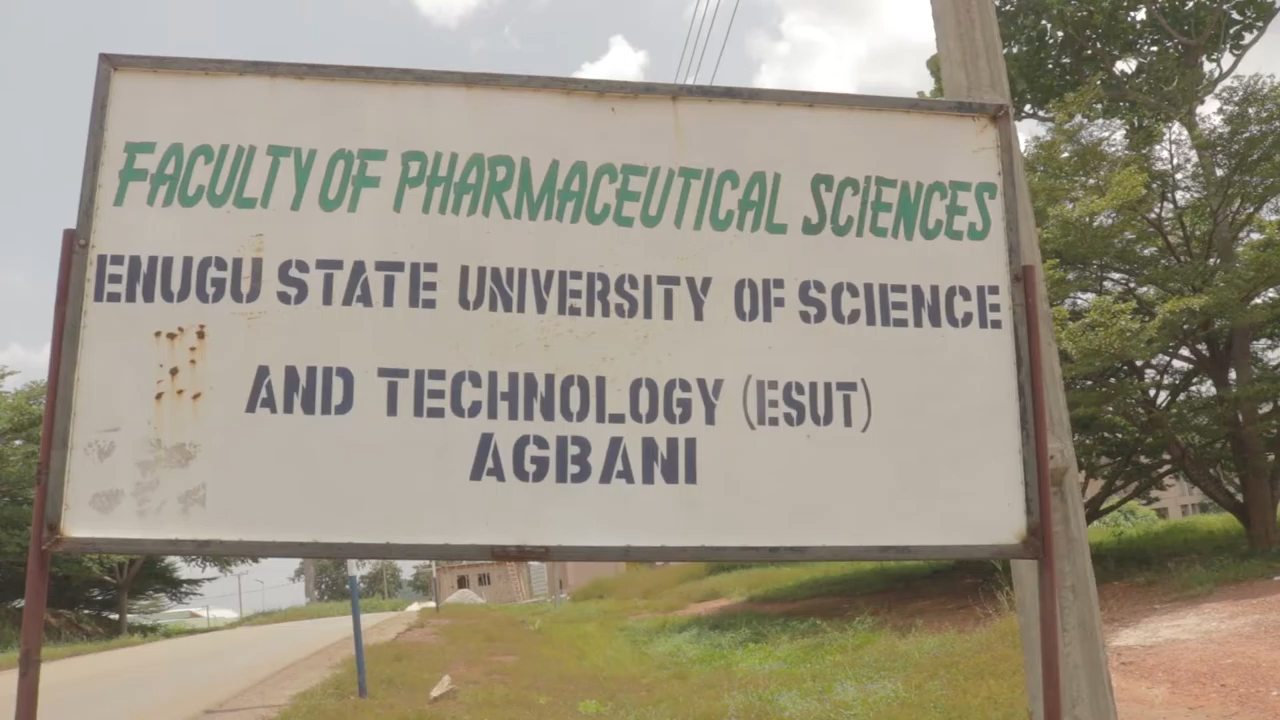 FACULTY OF PHARMACEUTICAL SCIENCES
ENUGU STATE UNIVERSITY OF SCIENCE
AND TECHNOLOGY (ESUT)
AGBANI